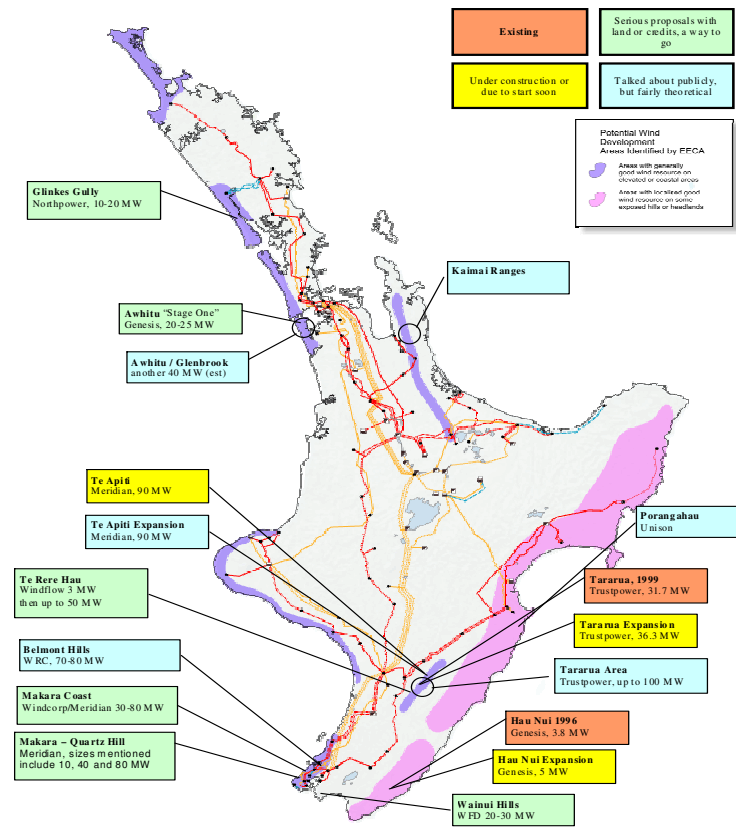 Existing
Serious proposals with
land or credits, a way to
go
Under construction or
due to start soon
Talked about publicly,
but fairly theoretical
Potential Wind
Development
Areas Identified by EECA
Areas with generally
good wind resource on
elevated or coastal areas
Areas with localised good
wind resource on some
exposed hills or headlands
Glinkes Gully
Northpower, 10-20 MW
Kaimai Ranges
Awhitu "Stage One"
Genesis, 20-25 MW
Awhitu / Glenbrook
another 40 MW (est)
Te Apiti
Meridian, 90 MW
Te Apiti Expansion
Meridian, 90 MW
Porangahau
Unison
Te Rere Hau
Windflow 3 MW
then up to 50 MW
Tararua, 1999
Trustpower, 31.7 MW
Tararua Expansion
Trustpower, 36.3 MW
Belmont Hills
WRC, 70-80 MW
Tararua Area
Trustpower, up to 100 MW
Makara Coast
Windcorp/Meridian 30-80 MW
Hau Nui 1996
Genesis, 3.8 MW
Makara – Quartz Hill
Meridian, sizes mentioned
include 10, 40 and 80 MW
Hau Nui Expansion
Genesis, 5 MW
Wainui Hills
WFD 20-30 MW